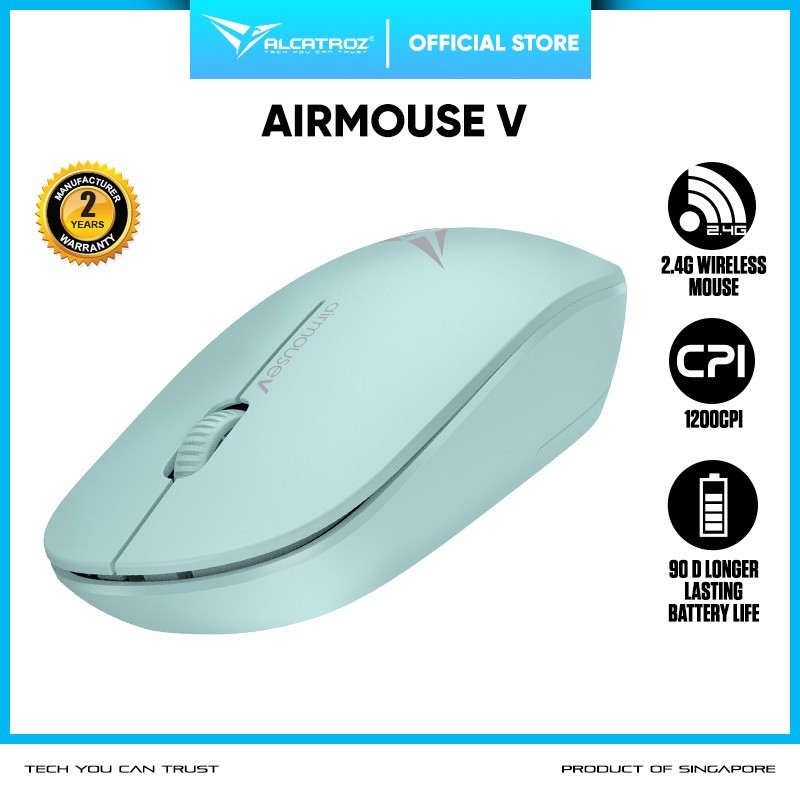 ALCATROZ®
TECH YOU CAN TRUST
OFFICIAL STORE
AIRMOUSE V
MANUFACTURER
2
YEARS
WARRANTY
airmouseV
2.4G
2.4G WIRELESS
MOUSE
CPI
1200CPI
90 D LONGER
LASTING
BATTERY LIFE
TECH YOU CAN TRUST
PRODUCT OF SINGAPORE